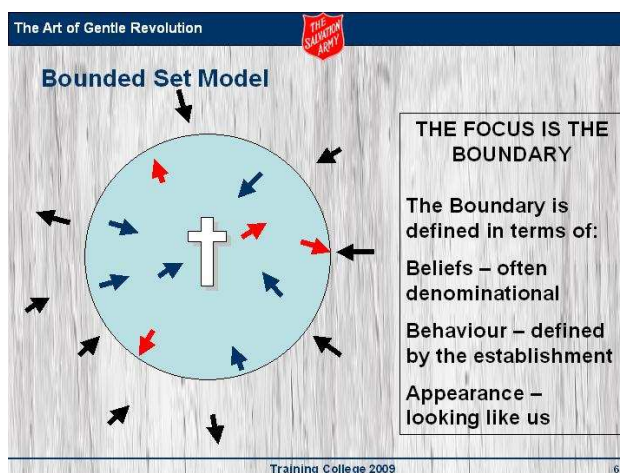 The Art of Gentle Revolution
THE
SALVATION
ARMY
Bounded Set Model
THE FOCUS IS THE
BOUNDARY
The Boundary is
defined in terms of:
Beliefs – often
denominational
Behaviour – defined
by the establishment
Appearance –
looking like us
Training College 2009
6